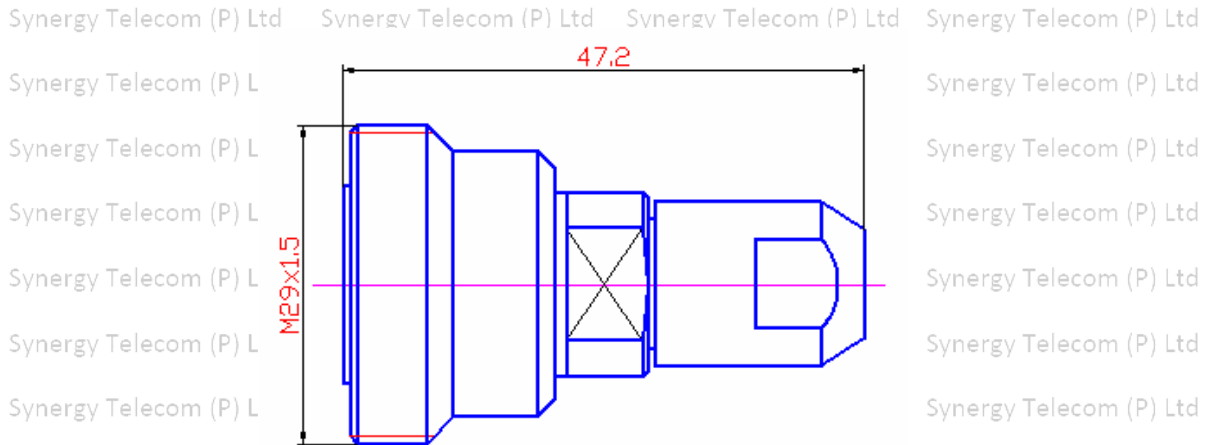 Synergy Telecom (P) Ltd Synergy Telecom (P) Ltd Synergy Telecom (P) Ltd Synergy Telecom (P) Ltd
47.2
Synergy Telecom (P) L Synergy Telecom (P) Ltd
Synergy Telecom (P) L Synergy Telecom (P) Ltd
Synergy Telecom (P) L Synergy Telecom (P) Ltd
M29x1.5
Synergy Telecom (P) L Synergy Telecom (P) Ltd
Synergy Telecom (P) L Synergy Telecom (P) Ltd
Synergy Telecom (P) L Synergy Telecom (P) Ltd